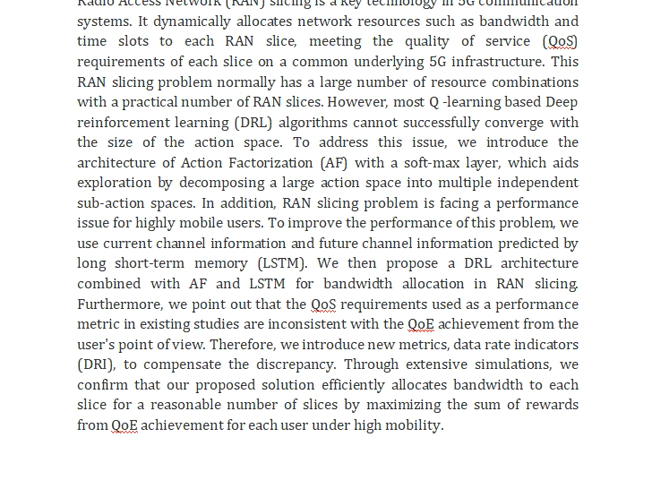 Radio Access Network (RAN) slicing is a key technology in 5G communication
systems. It dynamically allocates network resources such as bandwidth and
time slots to each RAN slice, meeting the quality of service (QoS)
requirements of each slice on a common underlying 5G infrastructure. This
RAN slicing problem normally has a large number of resource combinations
with a practical number of RAN slices. However, most Q -learning based Deep
reinforcement learning (DRL) algorithms cannot successfully converge with
the size of the action space. To address this issue, we introduce the
architecture of Action Factorization (AF) with a soft-max layer, which aids
exploration by decomposing a large action space into multiple independent
sub-action spaces. In addition, RAN slicing problem is facing a performance
issue for highly mobile users. To improve the performance of this problem, we
use current channel information and future channel information predicted by
long short-term memory (LSTM). We then propose a DRL architecture
combined with AF and LSTM for bandwidth allocation in RAN slicing.
Furthermore, we point out that the QoS requirements used as a performance
metric in existing studies are inconsistent with the QoE achievement from the
user's point of view. Therefore, we introduce new metrics, data rate indicators
(DRI), to compensate the discrepancy. Through extensive simulations, we
confirm that our proposed solution efficiently allocates bandwidth to each
slice for a reasonable number of slices by maximizing the sum of rewards
from QoE achievement for each user under high mobility.